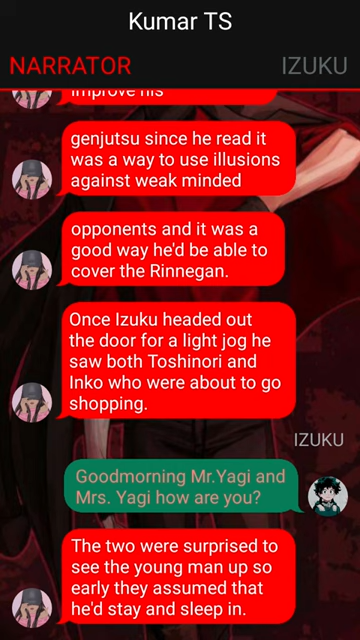 Kumar TS
NARRATOR
IZUKU
improve his
genjutsu since he read it
was a way to use illusions
against weak minded
opponents and it was a
good way he'd be able to
cover the Rinnegan.
Once Izuku headed out
the door for a light jog he
saw both Toshinori and
Inko who were about to go
shopping.
IZUKU
Goodmorning Mr.Yagi and
Mrs. Yagi how are you?
The two were surprised to
see the young man up so
early they assumed that
he'd stay and sleep in.